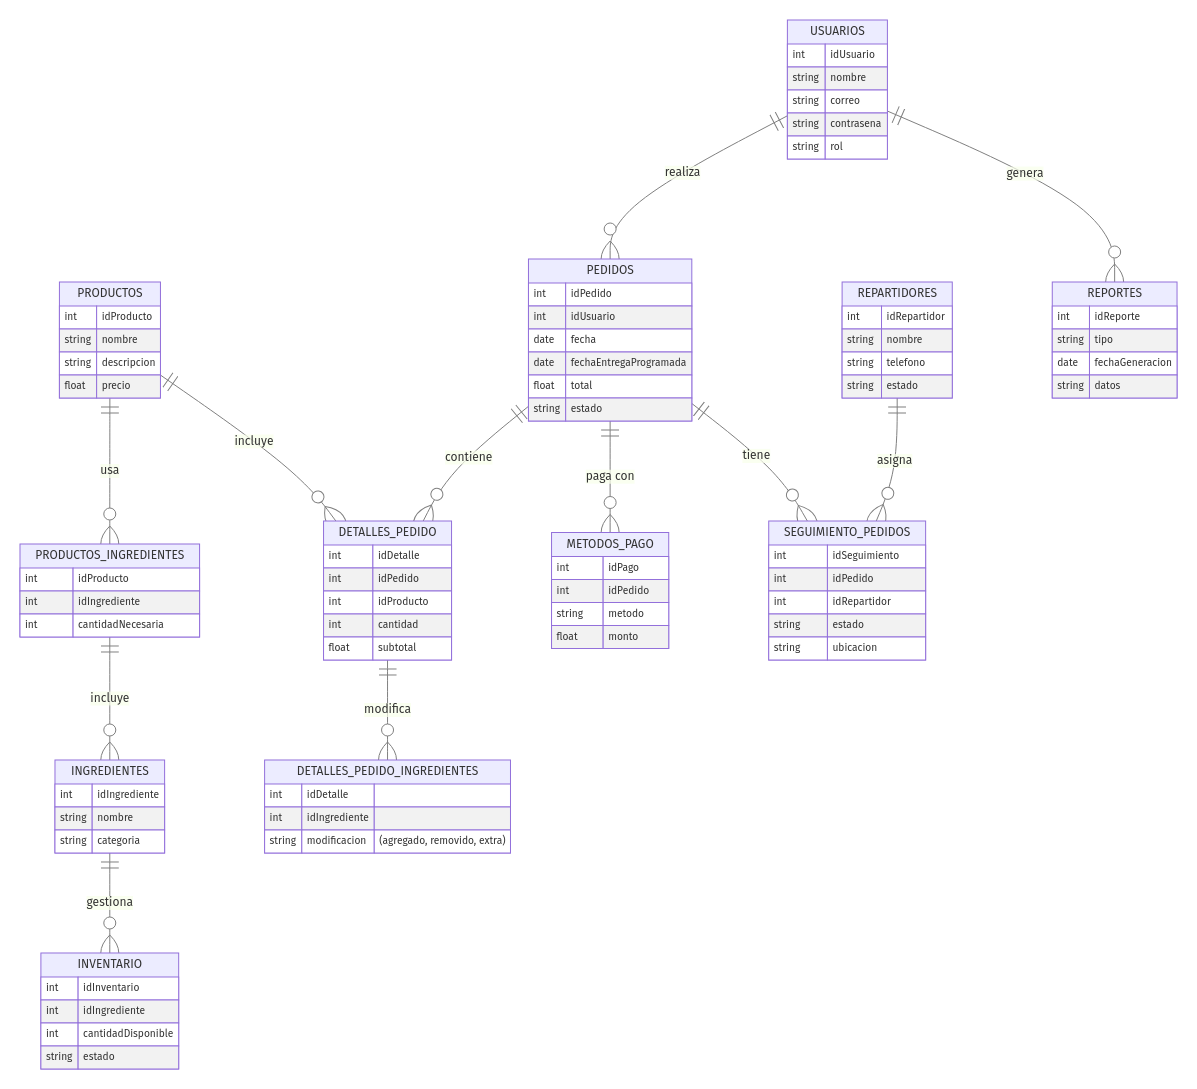 USUARIOS
int idUsuario
string nombre
string correo
string contrasena
string rol
realiza
genera
PEDIDOS
int idPedido
int idUsuario
date fecha
date fechaEntregaProgramada
float total
string estado
PRODUCTOS
int idProducto
string nombre
string descripcion
float precio
REPARTIDORES
int idRepartidor
string nombre
string telefono
string estado
REPORTES
int idReporte
string tipo
date fechaGeneracion
string datos
incluye
contiene
tiene
asigna
usa
paga con
DETALLES_PEDIDO
int idDetalle
int idPedido
int idProducto
int cantidad
float subtotal
SEGUIMIENTO_PEDIDOS
int idSeguimiento
int idPedido
int idRepartidor
string estado
string ubicacion
METODOS_PAGO
int idPago
int idPedido
string metodo
float monto
PRODUCTOS_INGREDIENTES
int idProducto
int idIngrediente
int cantidadNecesaria
incluye
modifica
INGREDIENTES
int idIngrediente
string nombre
string categoria
DETALLES_PEDIDO_INGREDIENTES
int idDetalle
int idIngrediente
string modificacion (agregado, removido, extra)
gestiona
INVENTARIO
int idInventario
int idIngrediente
int cantidadDisponible
string estado